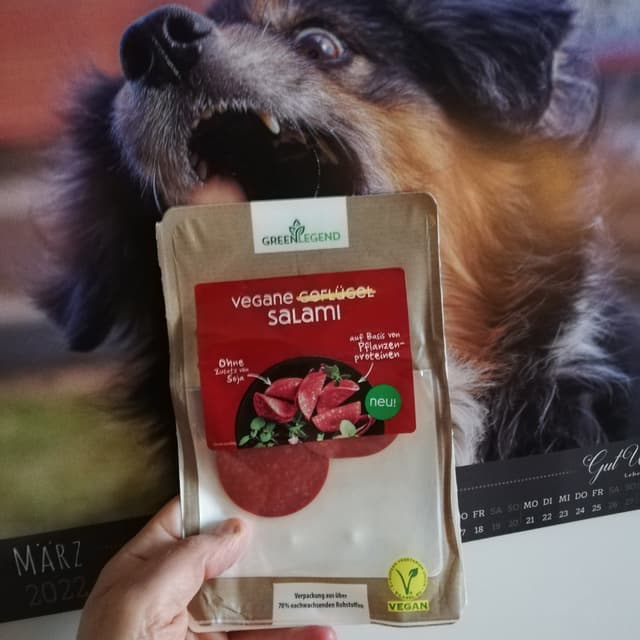 GREENLEGEND
VEGANE GEFLÜGEL
SALAMI
auf Basis von
Pflanzen-
proteinen
Ohne
Zusatz von
Soja
neu!
Gut
MÄRZ
2022
DO FR SA SO MO DI MI DO FR SA
18 19 20 21 22 23 24 25 26
VEGAN
Verpackung aus über
70% nachwachsenden Rohstoffen